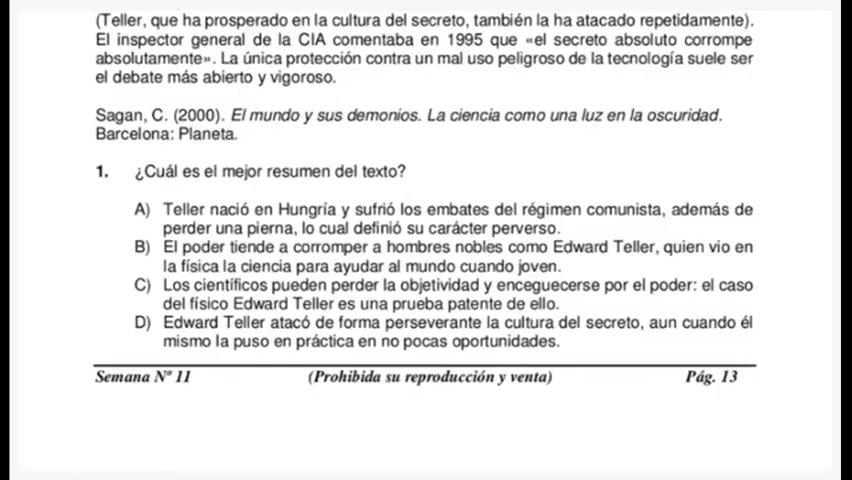 (Teller, que ha prosperado en la cultura del secreto, también la ha atacado repetidamente).
El inspector general de la CIA comentaba en 1995 que «el secreto absoluto corrompe
absolutamente». La única protección contra un mal uso peligroso de la tecnología suele ser
el debate más abierto y vigoroso.
Sagan, C. (2000). El mundo y sus demonios. La ciencia como una luz en la oscuridad.
Barcelona: Planeta.
1. ¿Cuál es el mejor resumen del texto?
A) Teller nació en Hungría y sufrió los embates del régimen comunista, además de
perder una pierna, lo cual definió su carácter perverso.
B) El poder tiende a corromper a hombres nobles como Edward Teller, quien vio en
la física la ciencia para ayudar al mundo cuando joven.
C) Los científicos pueden perder la objetividad y enceguecerse por el poder: el caso
del físico Edward Teller es una prueba patente de ello.
D) Edward Teller atacó de forma perseverante la cultura del secreto, aun cuando él
mismo la puso en práctica en no pocas oportunidades.
Semana Nº 11 (Prohibida su reproducción y venta) Pág. 13